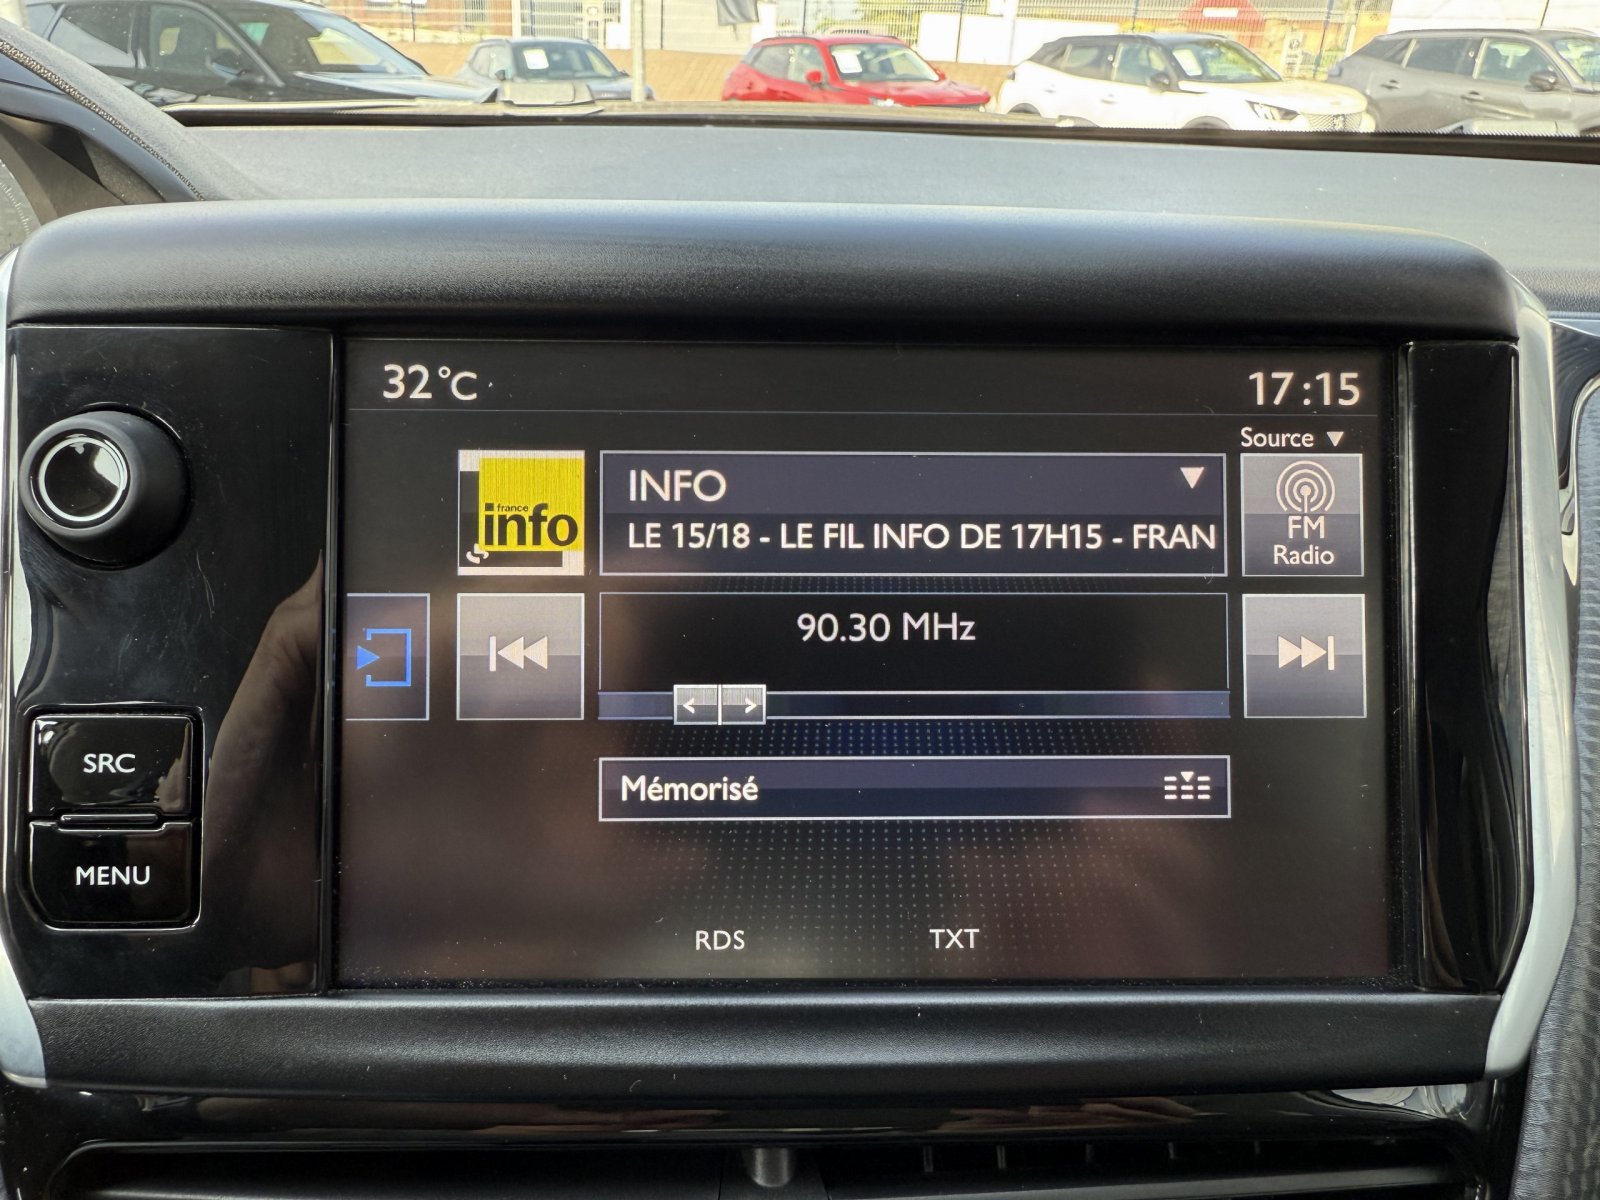 32°C
17:15
Source
france
info
INFO
LE 15/18 - LE FIL INFO DE 17H15 - FRAN
FM
Radio
90.30 MHz
SRC
Mémorisé
MENU
RDS
TXT